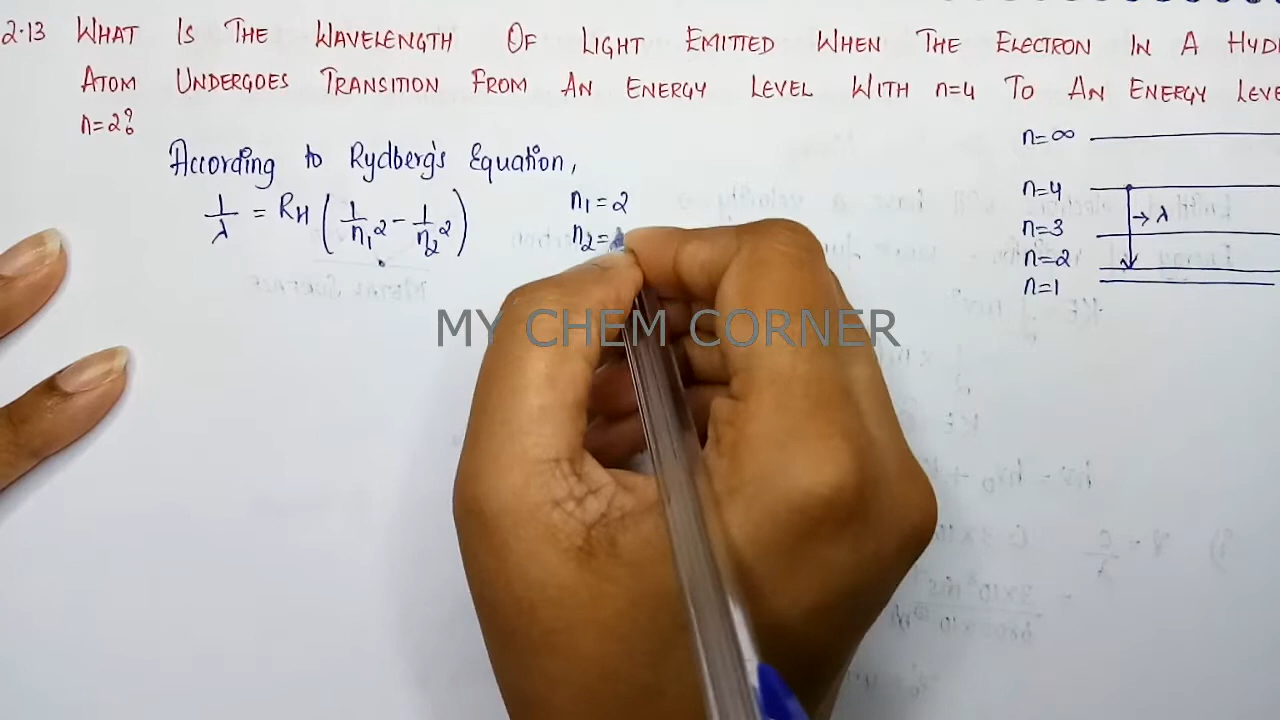 2.13 WHAT IS THE WAVELENGTH OF LIGHT EMITTED WHEN THE ELECTRON IN A HYD
ATOM UNDERGOES TRANSITION FROM AN ENERGY LEVEL WITH n=4 TO AN ENERGY LEVE
n=2?
According to Rydberg's Equation,
1/λ = RH (1/n1² - 1/n2²)
n1 = 2
n2 =
n=∞
n=4
→ λ
n=3
n=2
n=1
MY CHEM CORNER